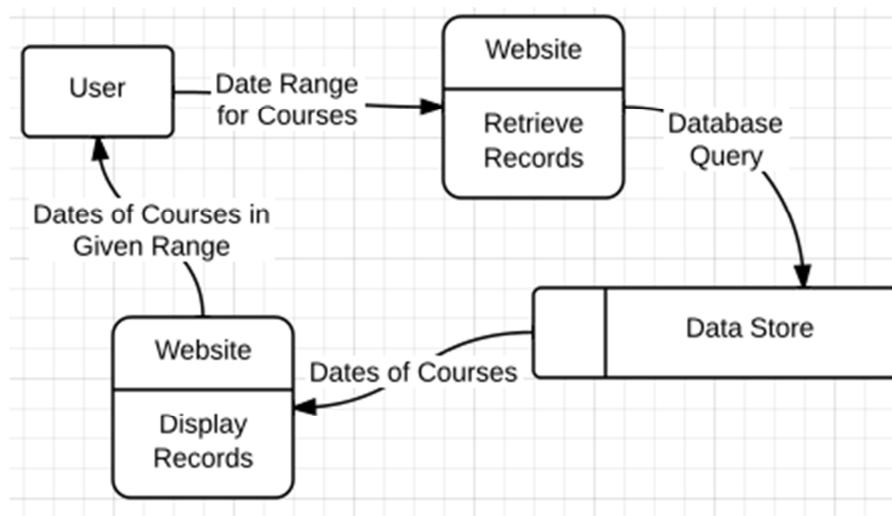 User
Date Range
for Courses
Website
Retrieve
Records
Database
Query
Data Store
Dates of Courses
Website
Display
Records
Dates of Courses in
Given Range